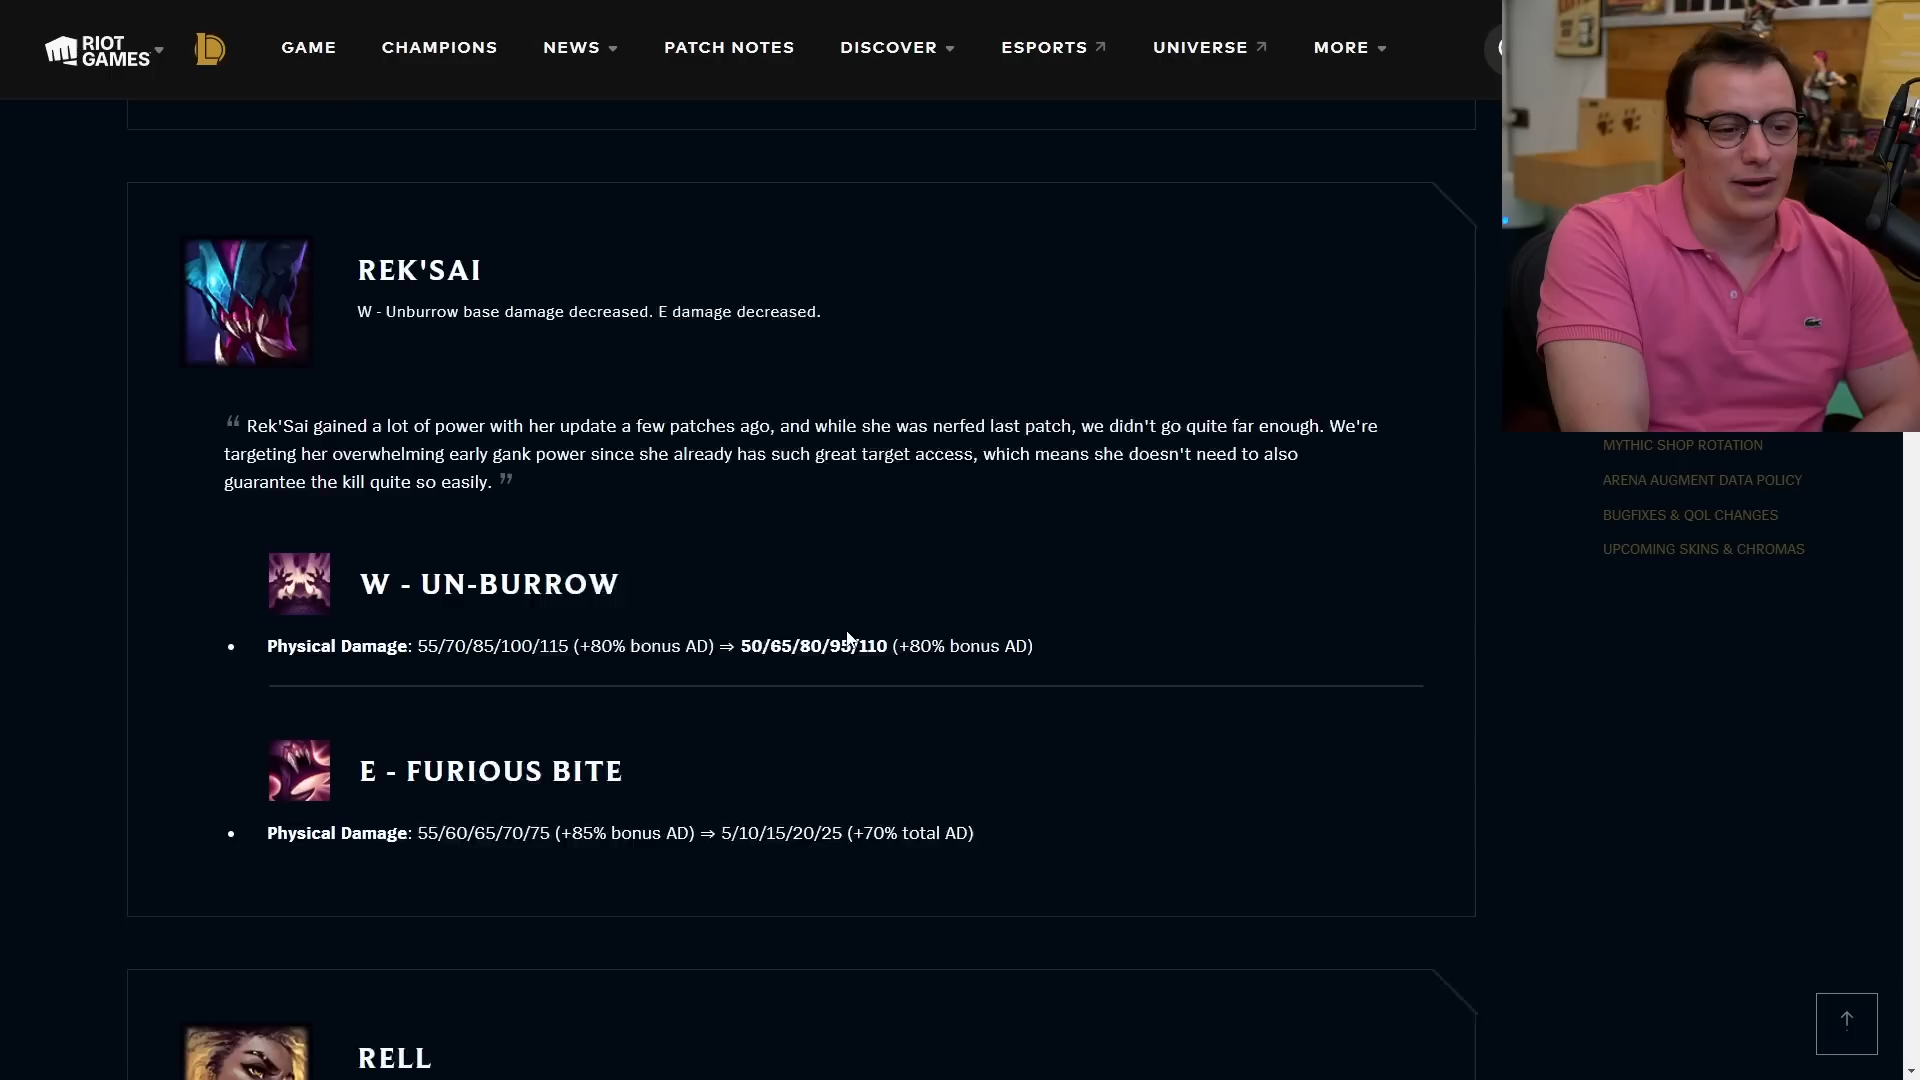 RIOT
GAMES
GAME
CHAMPIONS
NEWS
PATCH NOTES
DISCOVER
ESPORTS
UNIVERSE
MORE
REK'SAI
W - Unburrow base damage decreased. E damage decreased.
“ Rek'Sai gained a lot of power with her update a few patches ago, and while she was nerfed last patch, we didn't go quite far enough. We're
targeting her overwhelming early gank power since she already has such great target access, which means she doesn't need to also
guarantee the kill quite so easily. ”
W - UN-BURROW
• Physical Damage: 55/70/85/100/115 (+80% bonus AD) ⇒ 50/65/80/95/110 (+80% bonus AD)
E - FURIOUS BITE
• Physical Damage: 55/60/65/70/75 (+85% bonus AD) ⇒ 5/10/15/20/25 (+70% total AD)
RELL
MYTHIC SHOP ROTATION
ARENA AUGMENT DATA POLICY
BUGFIXES & QOL CHANGES
UPCOMING SKINS & CHROMAS